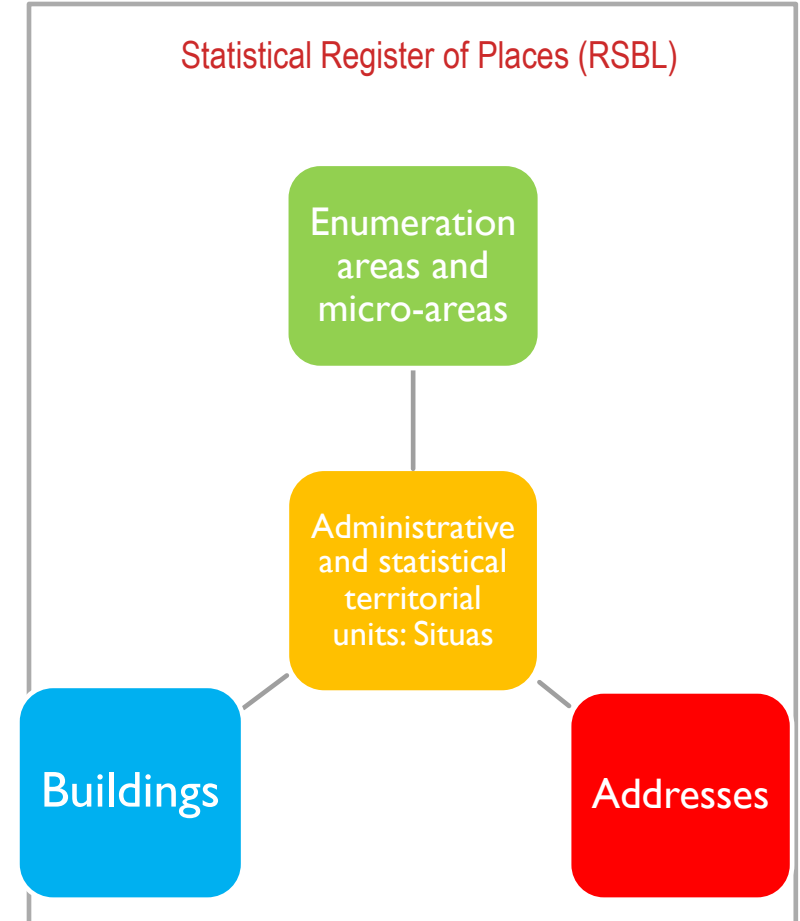 Statistical Register of Places (RSBL)
Enumeration
areas and
micro-areas
Administrative
and statistical
territorial
units: Situas
Buildings
Addresses